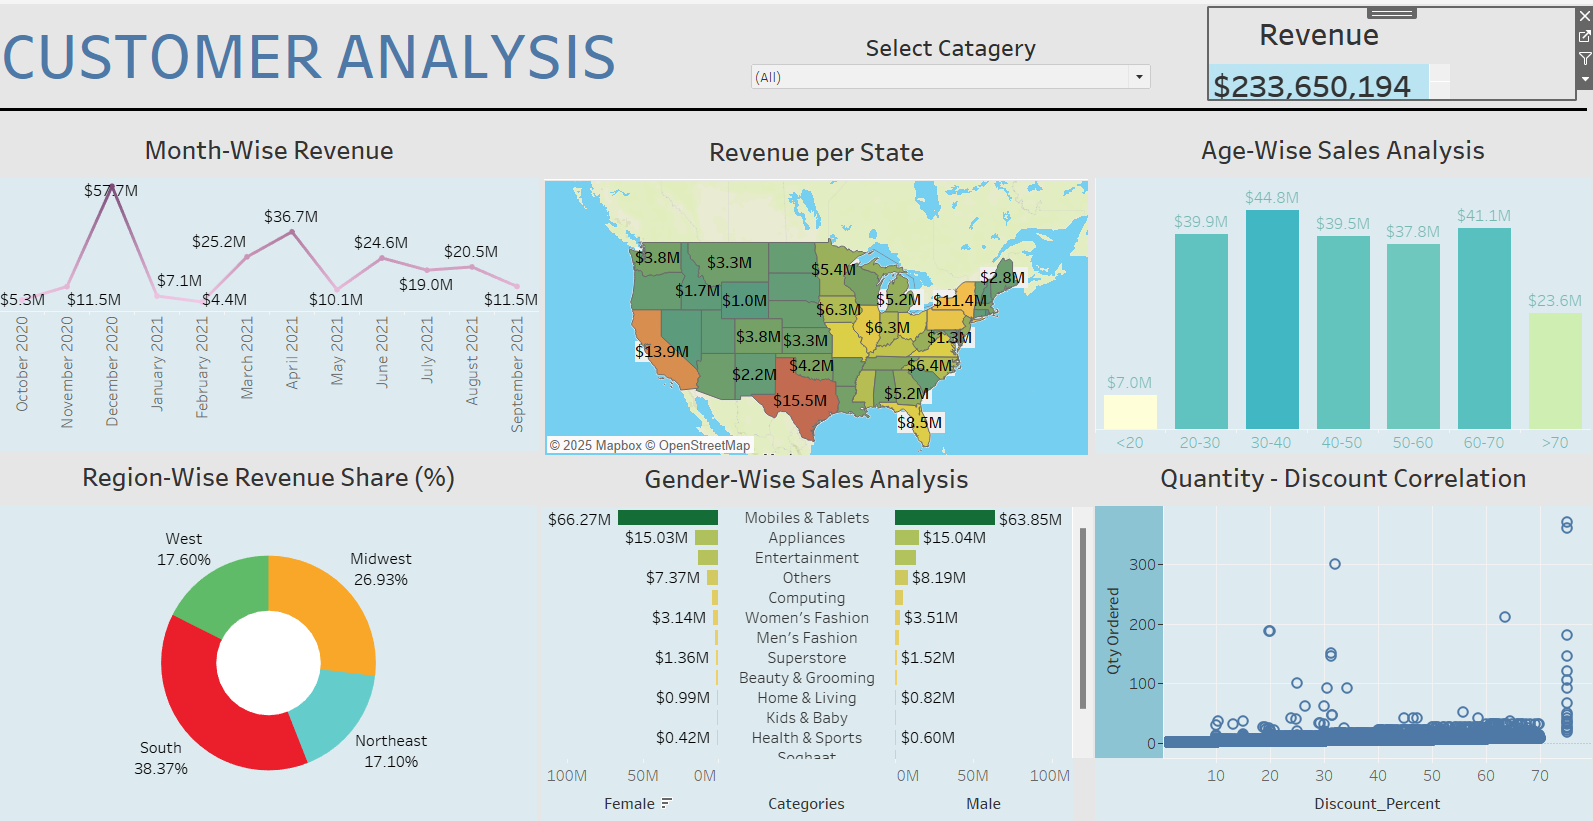 CUSTOMER ANALYSIS
Select Catagery
(All)
Revenue
$233,650,194
Month-Wise Revenue
$5.3M
$11.5M
$57.7M
$7.1M
$4.4M
$25.2M
$36.7M
$10.1M
$24.6M
$19.0M
$20.5M
$11.5M
October 2020
November 2020
December 2020
January 2021
February 2021
March 2021
April 2021
May 2021
June 2021
July 2021
August 2021
September 2021
Revenue per State
$3.8M
$3.3M
$5.4M
$2.8M
$1.7M
$1.0M
$5.2M
$11.4M
$6.3M
$6.3M
$13.9M
$3.8M
$3.3M
$1.3M
$2.2M
$4.2M
$6.4M
$15.5M
$5.2M
$8.5M
© 2025 Mapbox © OpenStreetMap
Age-Wise Sales Analysis
$7.0M
$39.9M
$44.8M
$39.5M
$37.8M
$41.1M
$23.6M
<20
20-30
30-40
40-50
50-60
60-70
>70
Region-Wise Revenue Share (%)
West
17.60%
Midwest
26.93%
South
38.37%
Northeast
17.10%
Gender-Wise Sales Analysis
$66.27M Mobiles & Tablets $63.85M
$15.03M Appliances $15.04M
Entertainment
$7.37M Others $8.19M
Computing
$3.14M Women's Fashion $3.51M
Men's Fashion
$1.36M Superstore $1.52M
Beauty & Grooming
$0.99M Home & Living $0.82M
Kids & Baby
$0.42M Health & Sports $0.60M
Soghaat
100M 50M 0M 0M 50M 100M
Female Categories Male
Quantity - Discount Correlation
Qty Ordered
300
200
100
0
10 20 30 40 50 60 70
Discount_Percent